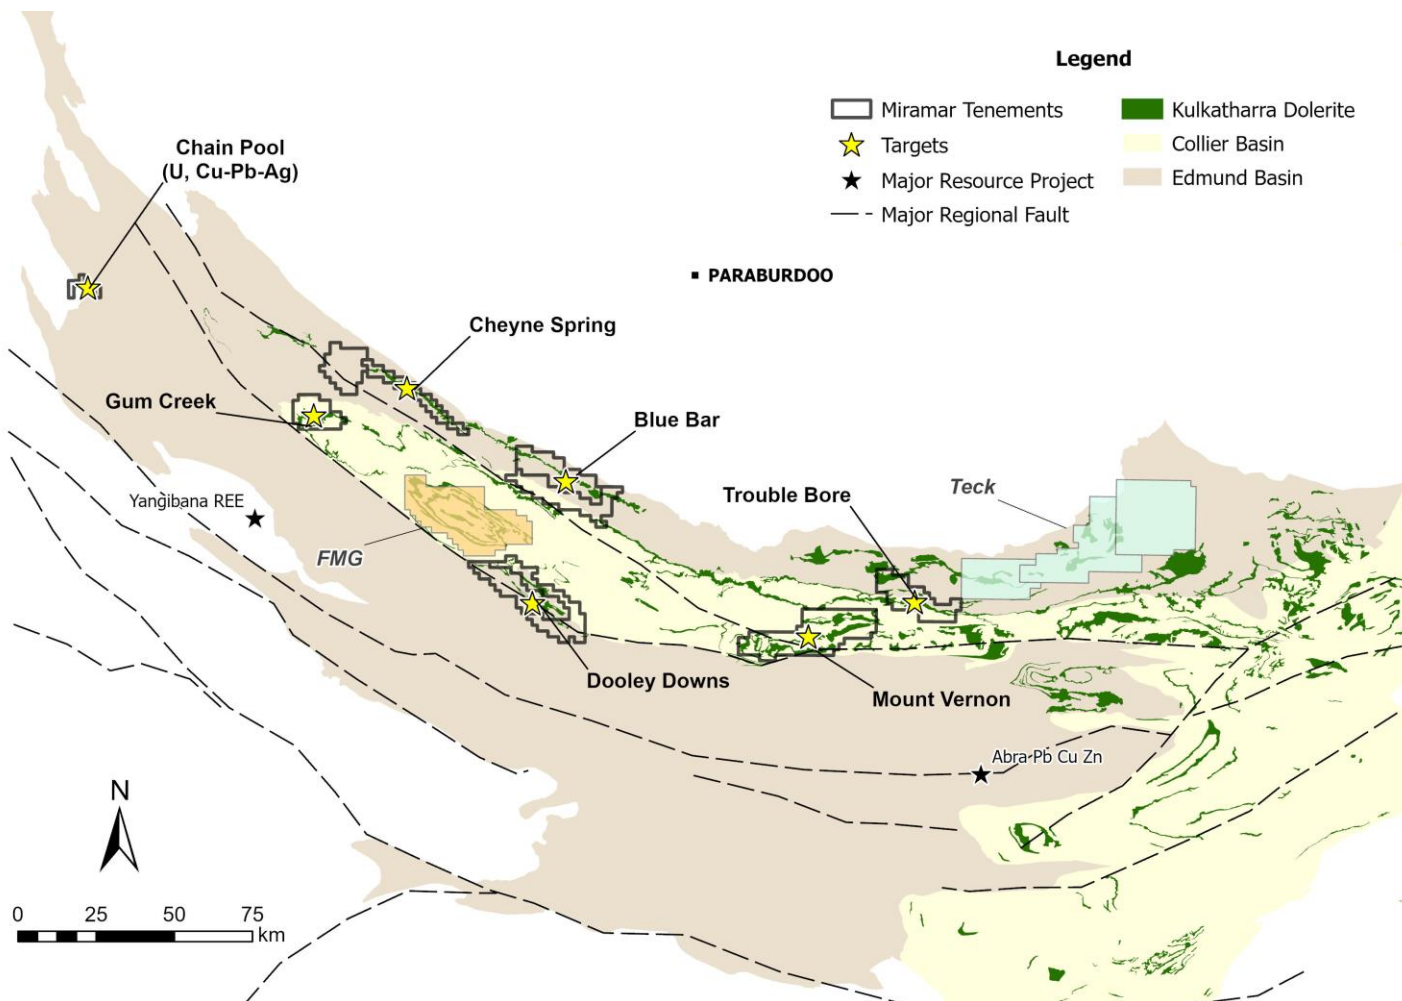 Legend
Miramar Tenements
Targets
Major Resource Project
Major Regional Fault
Kulkatharra Dolerite
Collier Basin
Edmund Basin
Chain Pool
(U, Cu-Pb-Ag)
PARABURDOO
Cheyne Spring
Gum Creek
Blue Bar
Trouble Bore
Teck
Yangibana REE
FMG
Dooley Downs
Mount Vernon
Abra Pb Cu Zn
N
0 25 50 75
km